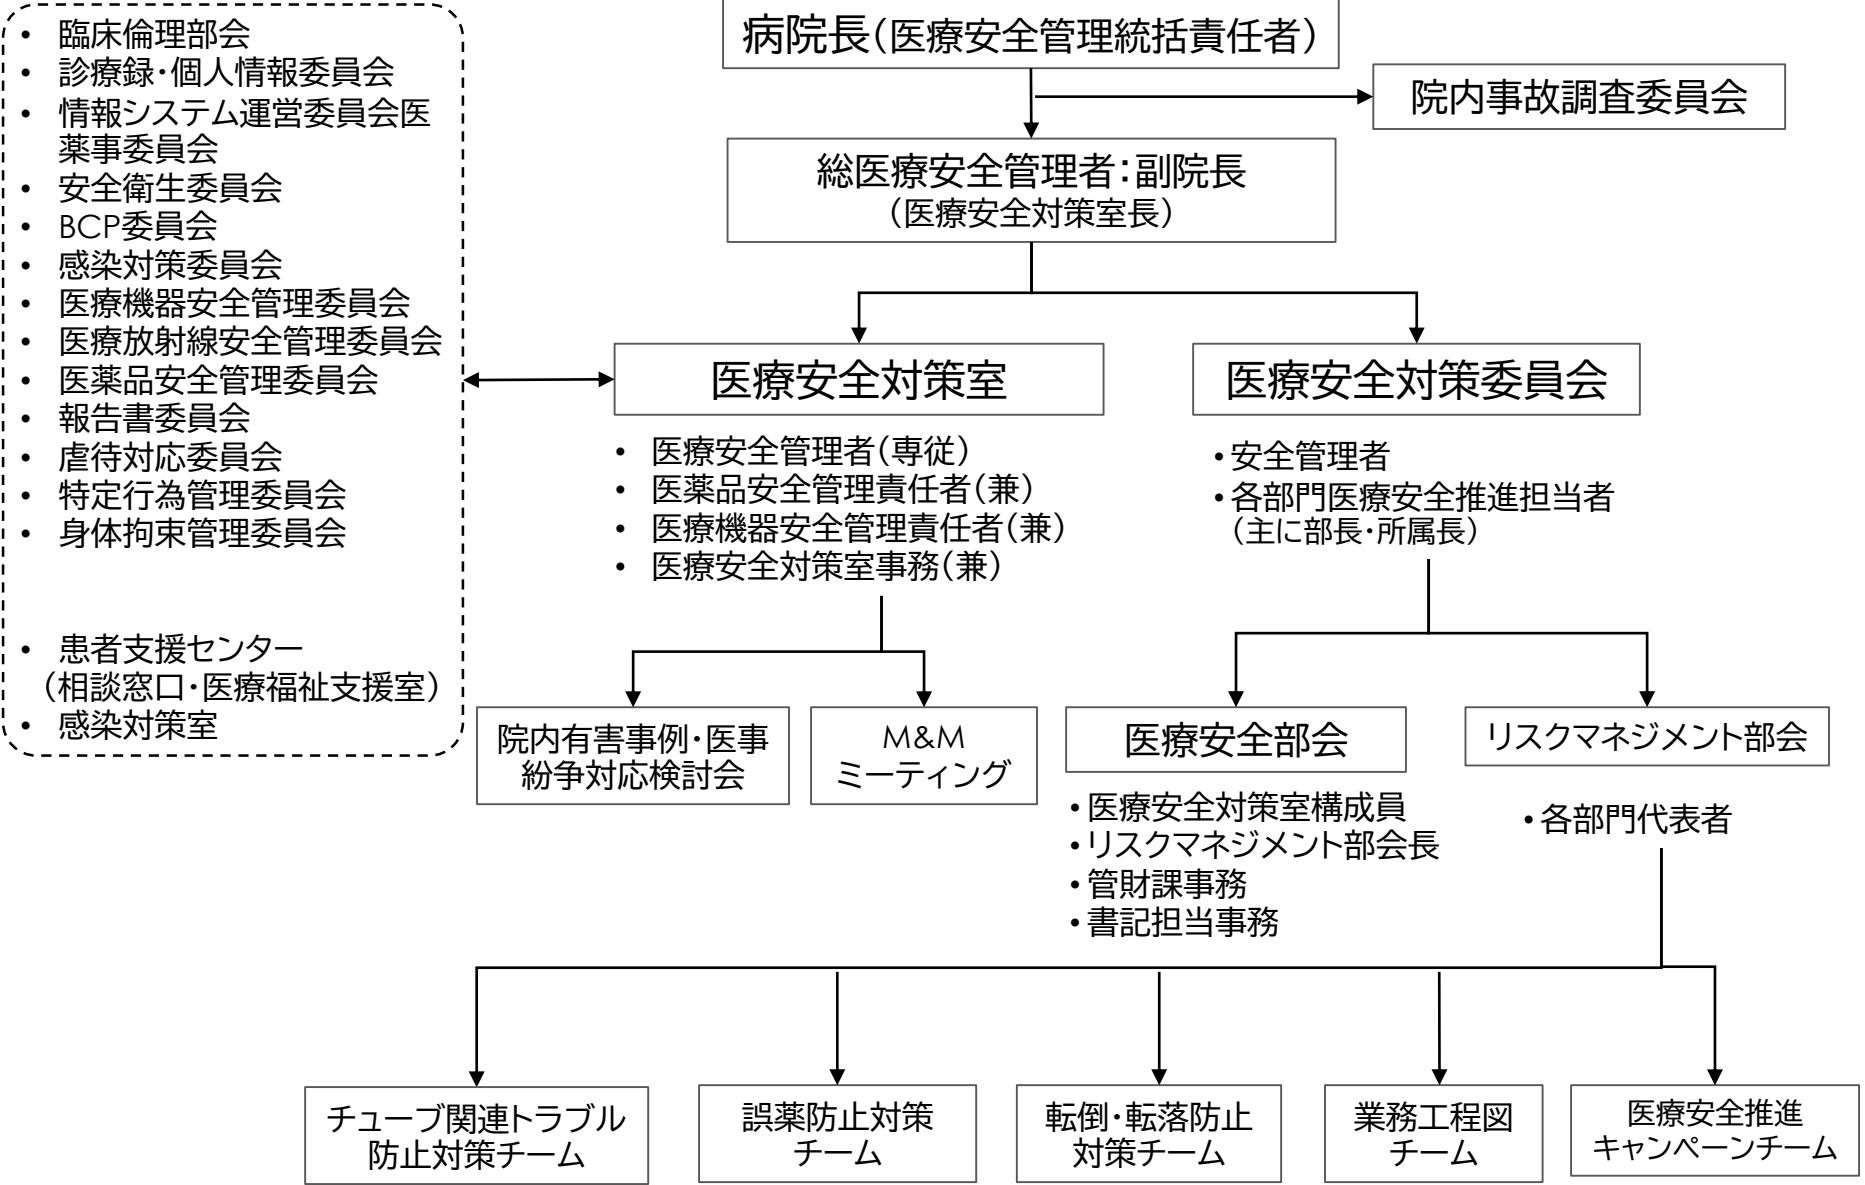 • 臨床倫理部会
• 診療録・個人情報委員会
• 情報システム運営委員会医
薬事委員会
• 安全衛生委員会
• BCP委員会
• 感染対策委員会
• 医療機器安全管理委員会
• 医療放射線安全管理委員会
• 医薬品安全管理委員会
• 報告書委員会
• 虐待対応委員会
• 特定行為管理委員会
• 身体拘束管理委員会
• 患者支援センター
（相談窓口・医療福祉支援室）
• 感染対策室
病院長（医療安全管理統括責任者）
院内事故調査委員会
総医療安全管理者：副院長
（医療安全対策室長）
医療安全対策室
• 医療安全管理者（専従）
• 医薬品安全管理責任者（兼）
• 医療機器安全管理責任者（兼）
• 医療安全対策室事務（兼）
医療安全対策委員会
• 安全管理者
• 各部門医療安全推進担当者
（主に部長・所属長）
院内有害事例・医事
紛争対応検討会
M&M
ミーティング
医療安全部会
• 医療安全対策室構成員
• リスクマネジメント部会長
• 管財課事務
• 書記担当事務
リスクマネジメント部会
• 各部門代表者
チューブ関連トラブル
防止対策チーム
誤薬防止対策
チーム
転倒・転落防止
対策チーム
業務工程図
チーム
医療安全推進
キャンペーンチーム